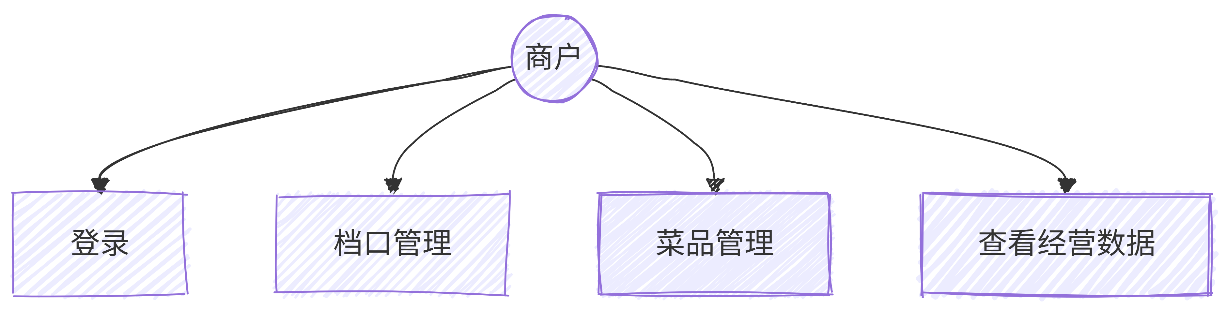 商户
登录
档口管理
菜品管理
查看经营数据